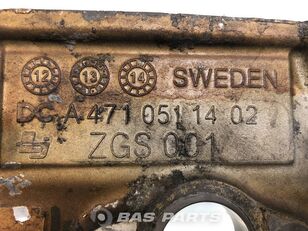 12 13 14 SWEDEN
DC A 471 051 14 02
ZGS 001
BAS PARTS